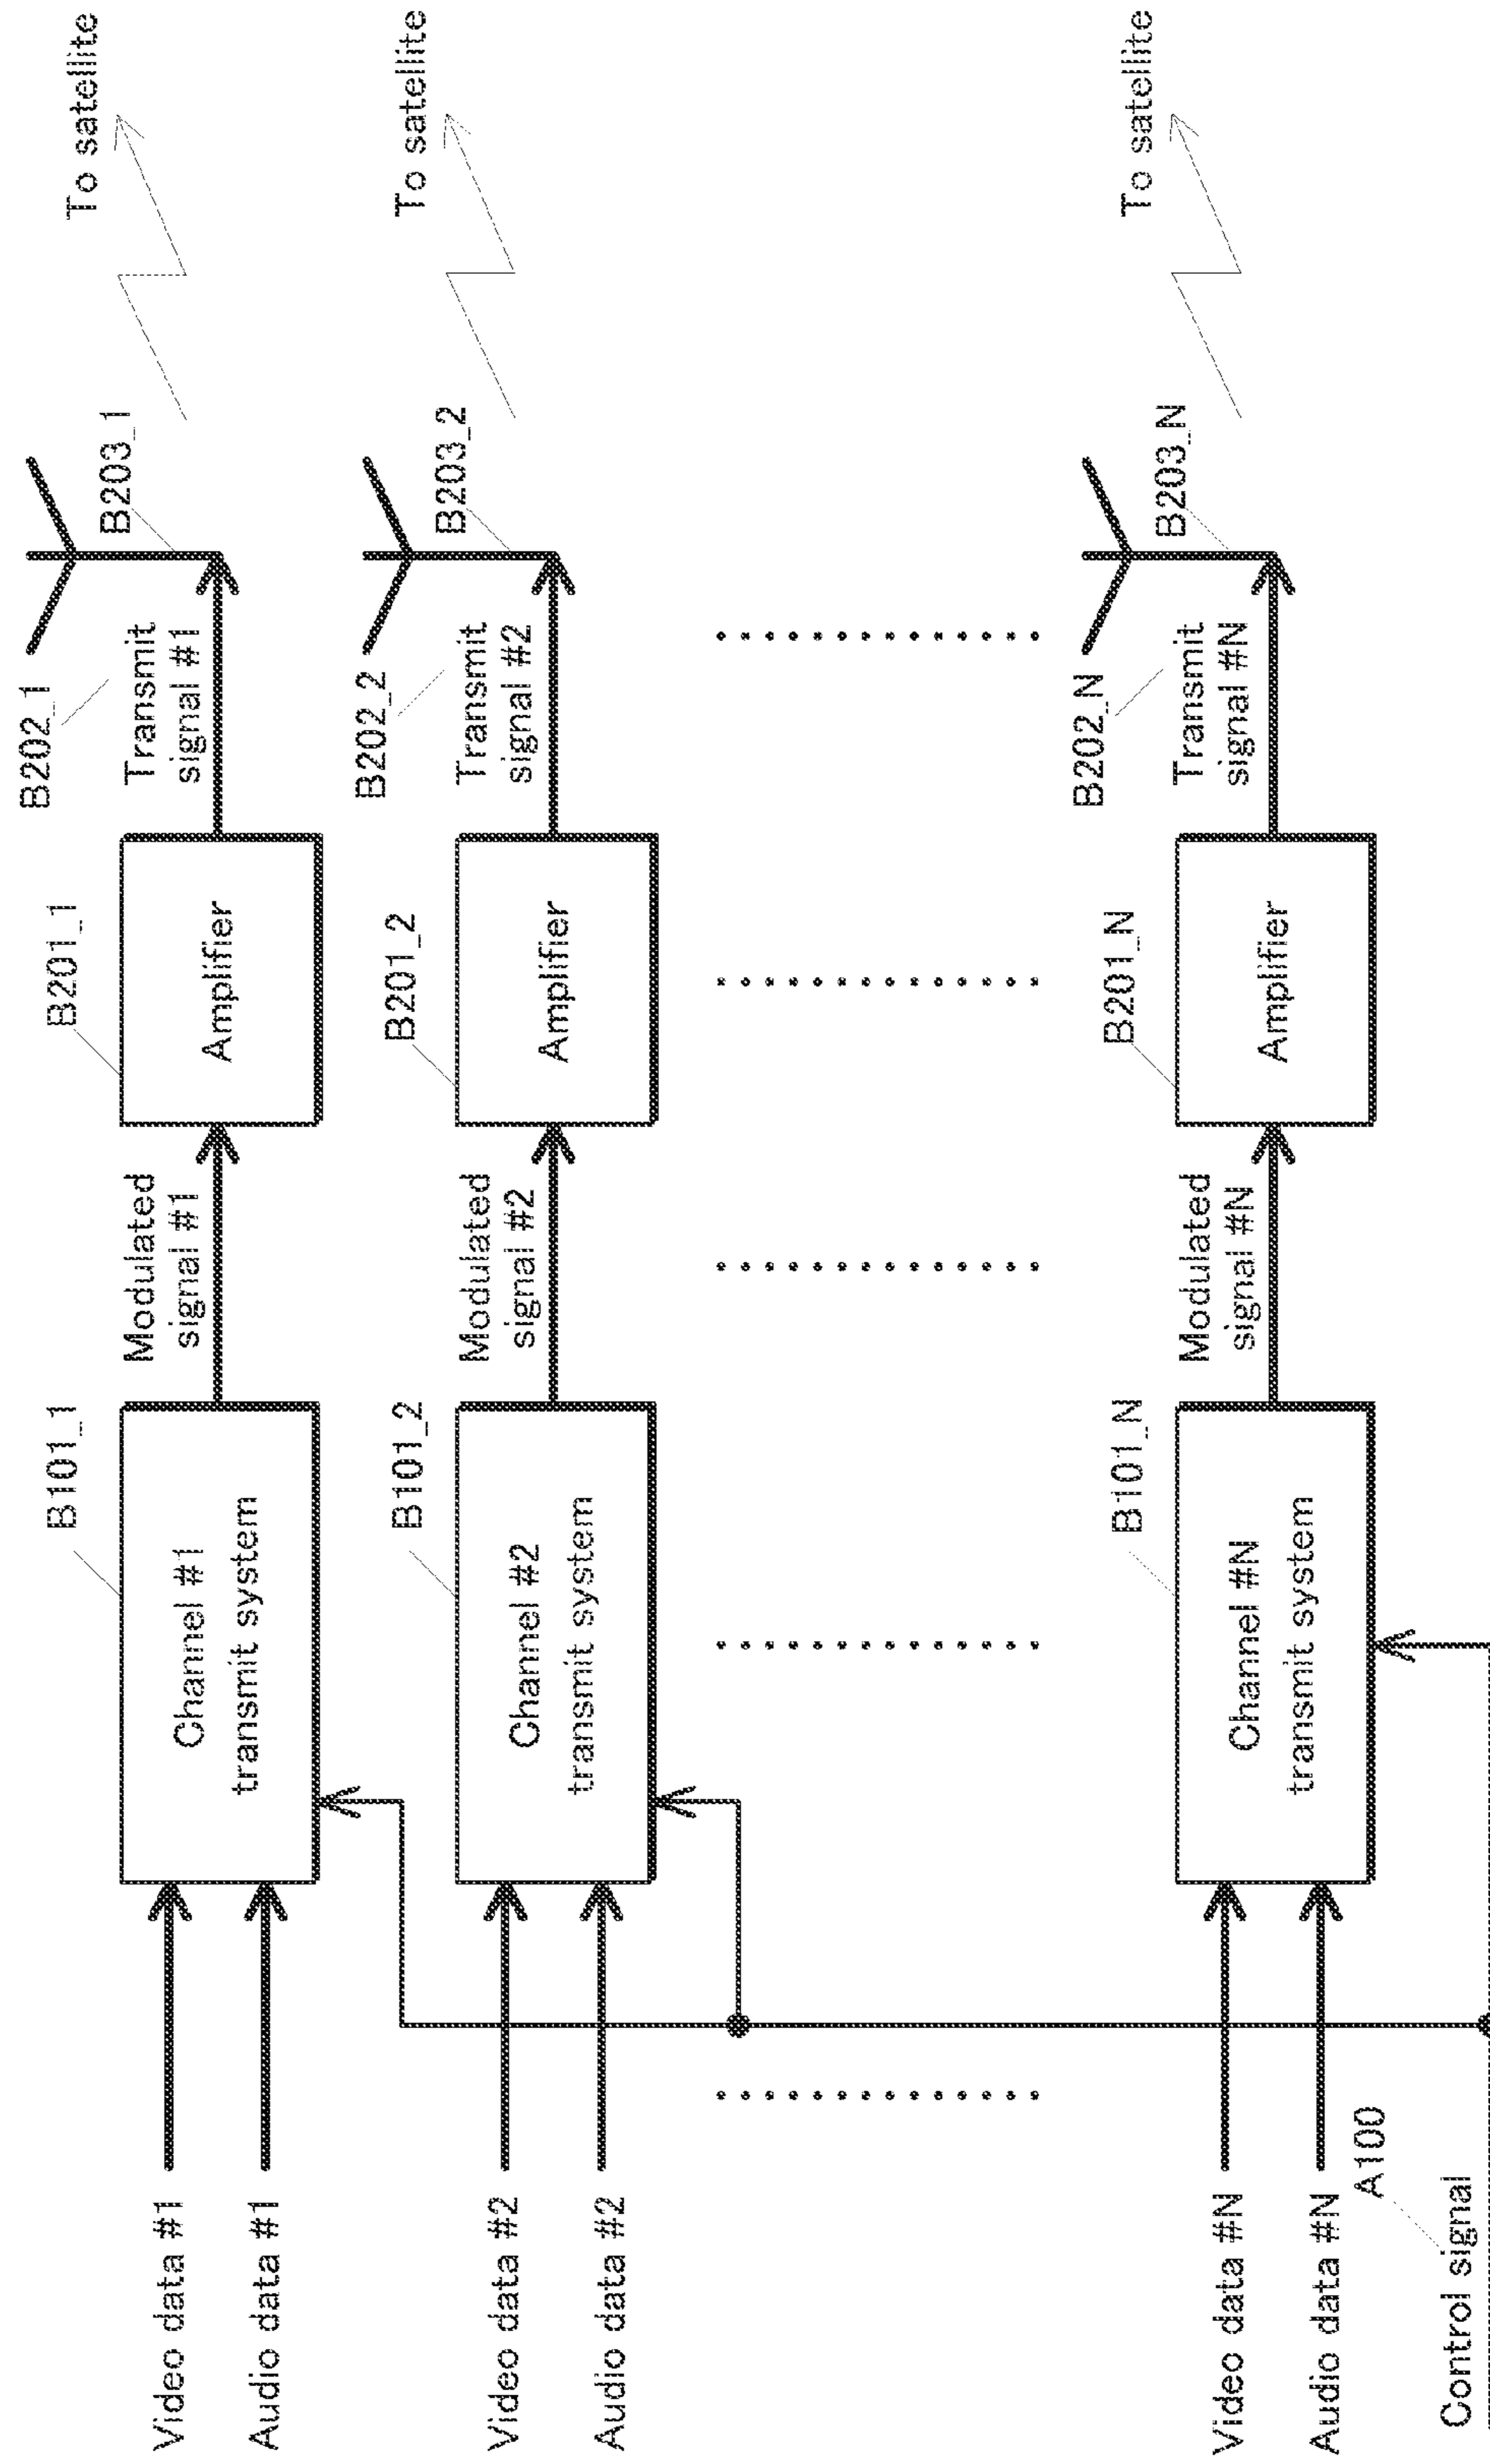 Video data #1
Audio data #1
B101_1
Channel #1
transmit system
Modulated
signal #1
B201_1
Amplifier
B202_1
Transmit
signal #1
B203_1
To satellite
Video data #2
Audio data #2
B101_2
Channel #2
transmit system
Modulated
signal #2
B201_2
Amplifier
B202_2
Transmit
signal #2
B203_2
To satellite
Video data #N
Audio data #N
B101_N
Channel #N
transmit system
Modulated
signal #N
B201_N
Amplifier
B202_N
Transmit
signal #N
B203_N
To satellite
A100
Control signal